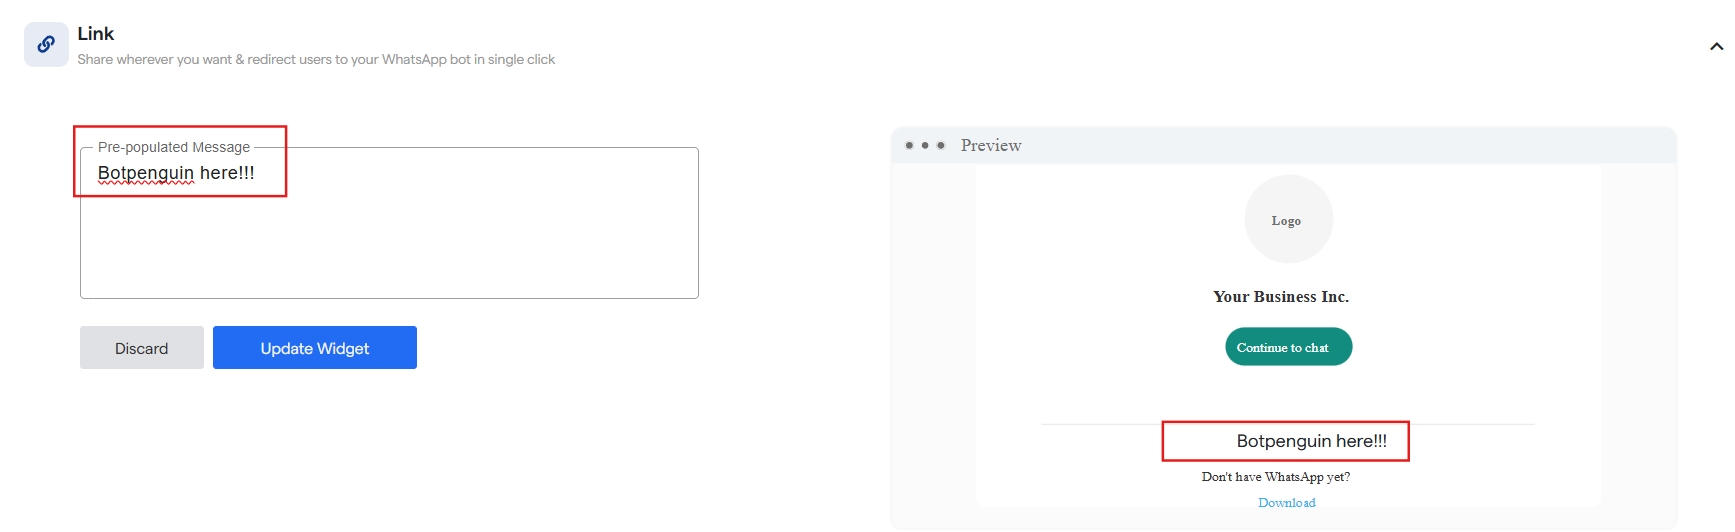 Link
Share wherever you want & redirect users to your WhatsApp bot in single click
Pre-populated Message
Botpenguin here!!!
Discard
Update Widget
Preview
Logo
Your Business Inc.
Continue to chat
Botpenguin here!!!
Don't have WhatsApp yet?
Download